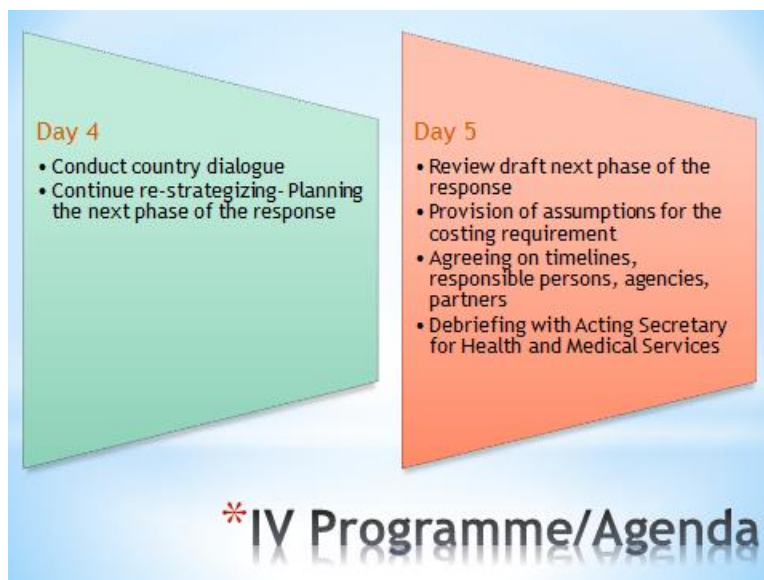 Day 4
• Conduct country dialogue
• Continue re-strategizing- Planning
the next phase of the response
Day 5
• Review draft next phase of the
response
• Provision of assumptions for the
costing requirement
• Agreeing on timelines,
responsible persons, agencies,
partners
• Debriefing with Acting Secretary
for Health and Medical Services
*IV Programme/Agenda